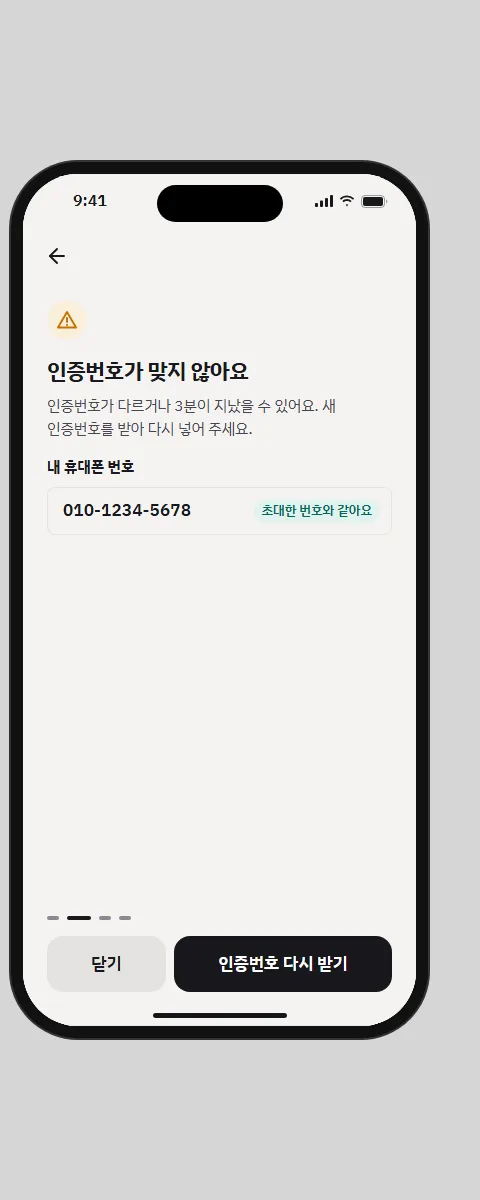 9:41
인증번호가 맞지 않아요
인증번호가 다르거나 3분이 지났을 수 있어요. 새
인증번호를 받아 다시 넣어 주세요.
내 휴대폰 번호
010-1234-5678 초대한 번호와 같아요
닫기 인증번호 다시 받기